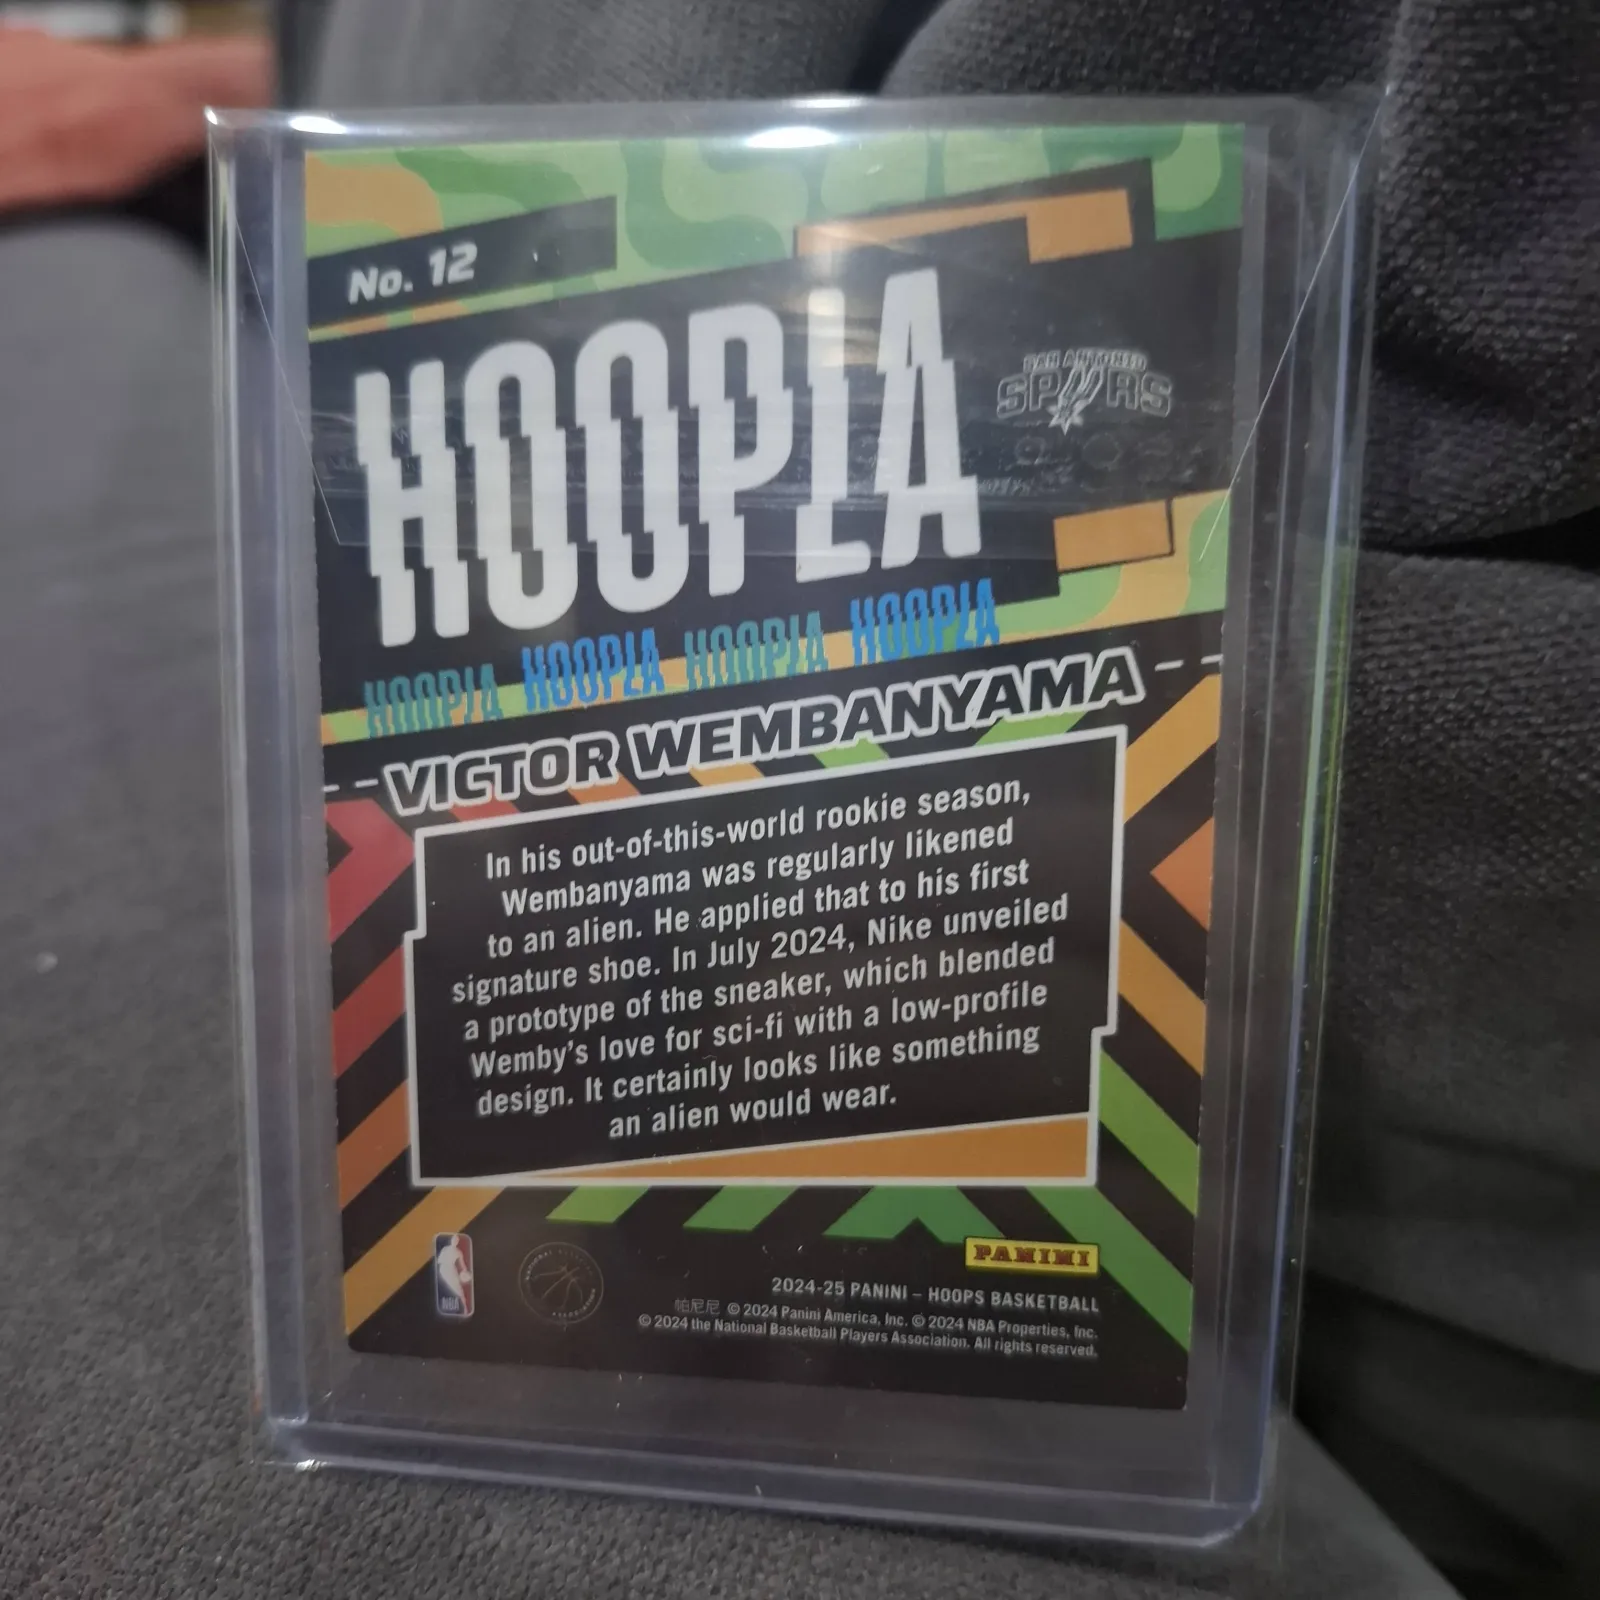 No. 12
HOOPLA
SAN ANTONIO
SPURS
HOOPLA HOOPLA HOOPLA HOOPLA
VICTOR WEMBANYAMA
In his out-of-this-world rookie season,
Wembanyama was regularly likened
to an alien. He applied that to his first
signature shoe. In July 2024, Nike unveiled
a prototype of the sneaker, which blended
Wemby's love for sci-fi with a low-profile
design. It certainly looks like something
an alien would wear.
NBA
PANINI
2024-25 PANINI – HOOPS BASKETBALL
帕尼尼 © 2024 Panini America, Inc. © 2024 NBA Properties, Inc.
© 2024 the National Basketball Players Association. All rights reserved.